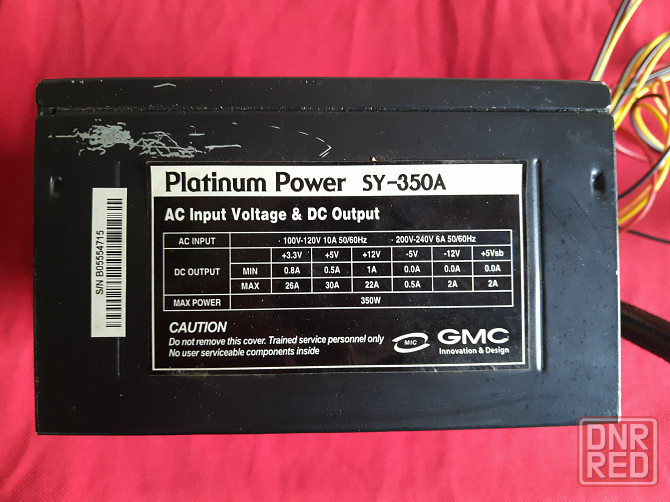 Platinum Power SY-350A
AC Input Voltage & DC Output
AC INPUT · 100V-120V 10A 50/60Hz · 200V-240V 6A 50/60Hz
DC OUTPUT +3.3V +5V +12V -5V -12V +5Vsb
MIN 0.8A 0.5A 1A 0.0A 0.0A 0.0A
MAX 26A 30A 22A 0.5A 2A 2A
MAX POWER 350W
CAUTION
Do not remove this cover. Trained service personnel only
No user serviceable components inside
MIC
GMC
Innovation & Design
S/N B05554715
DNR
RED